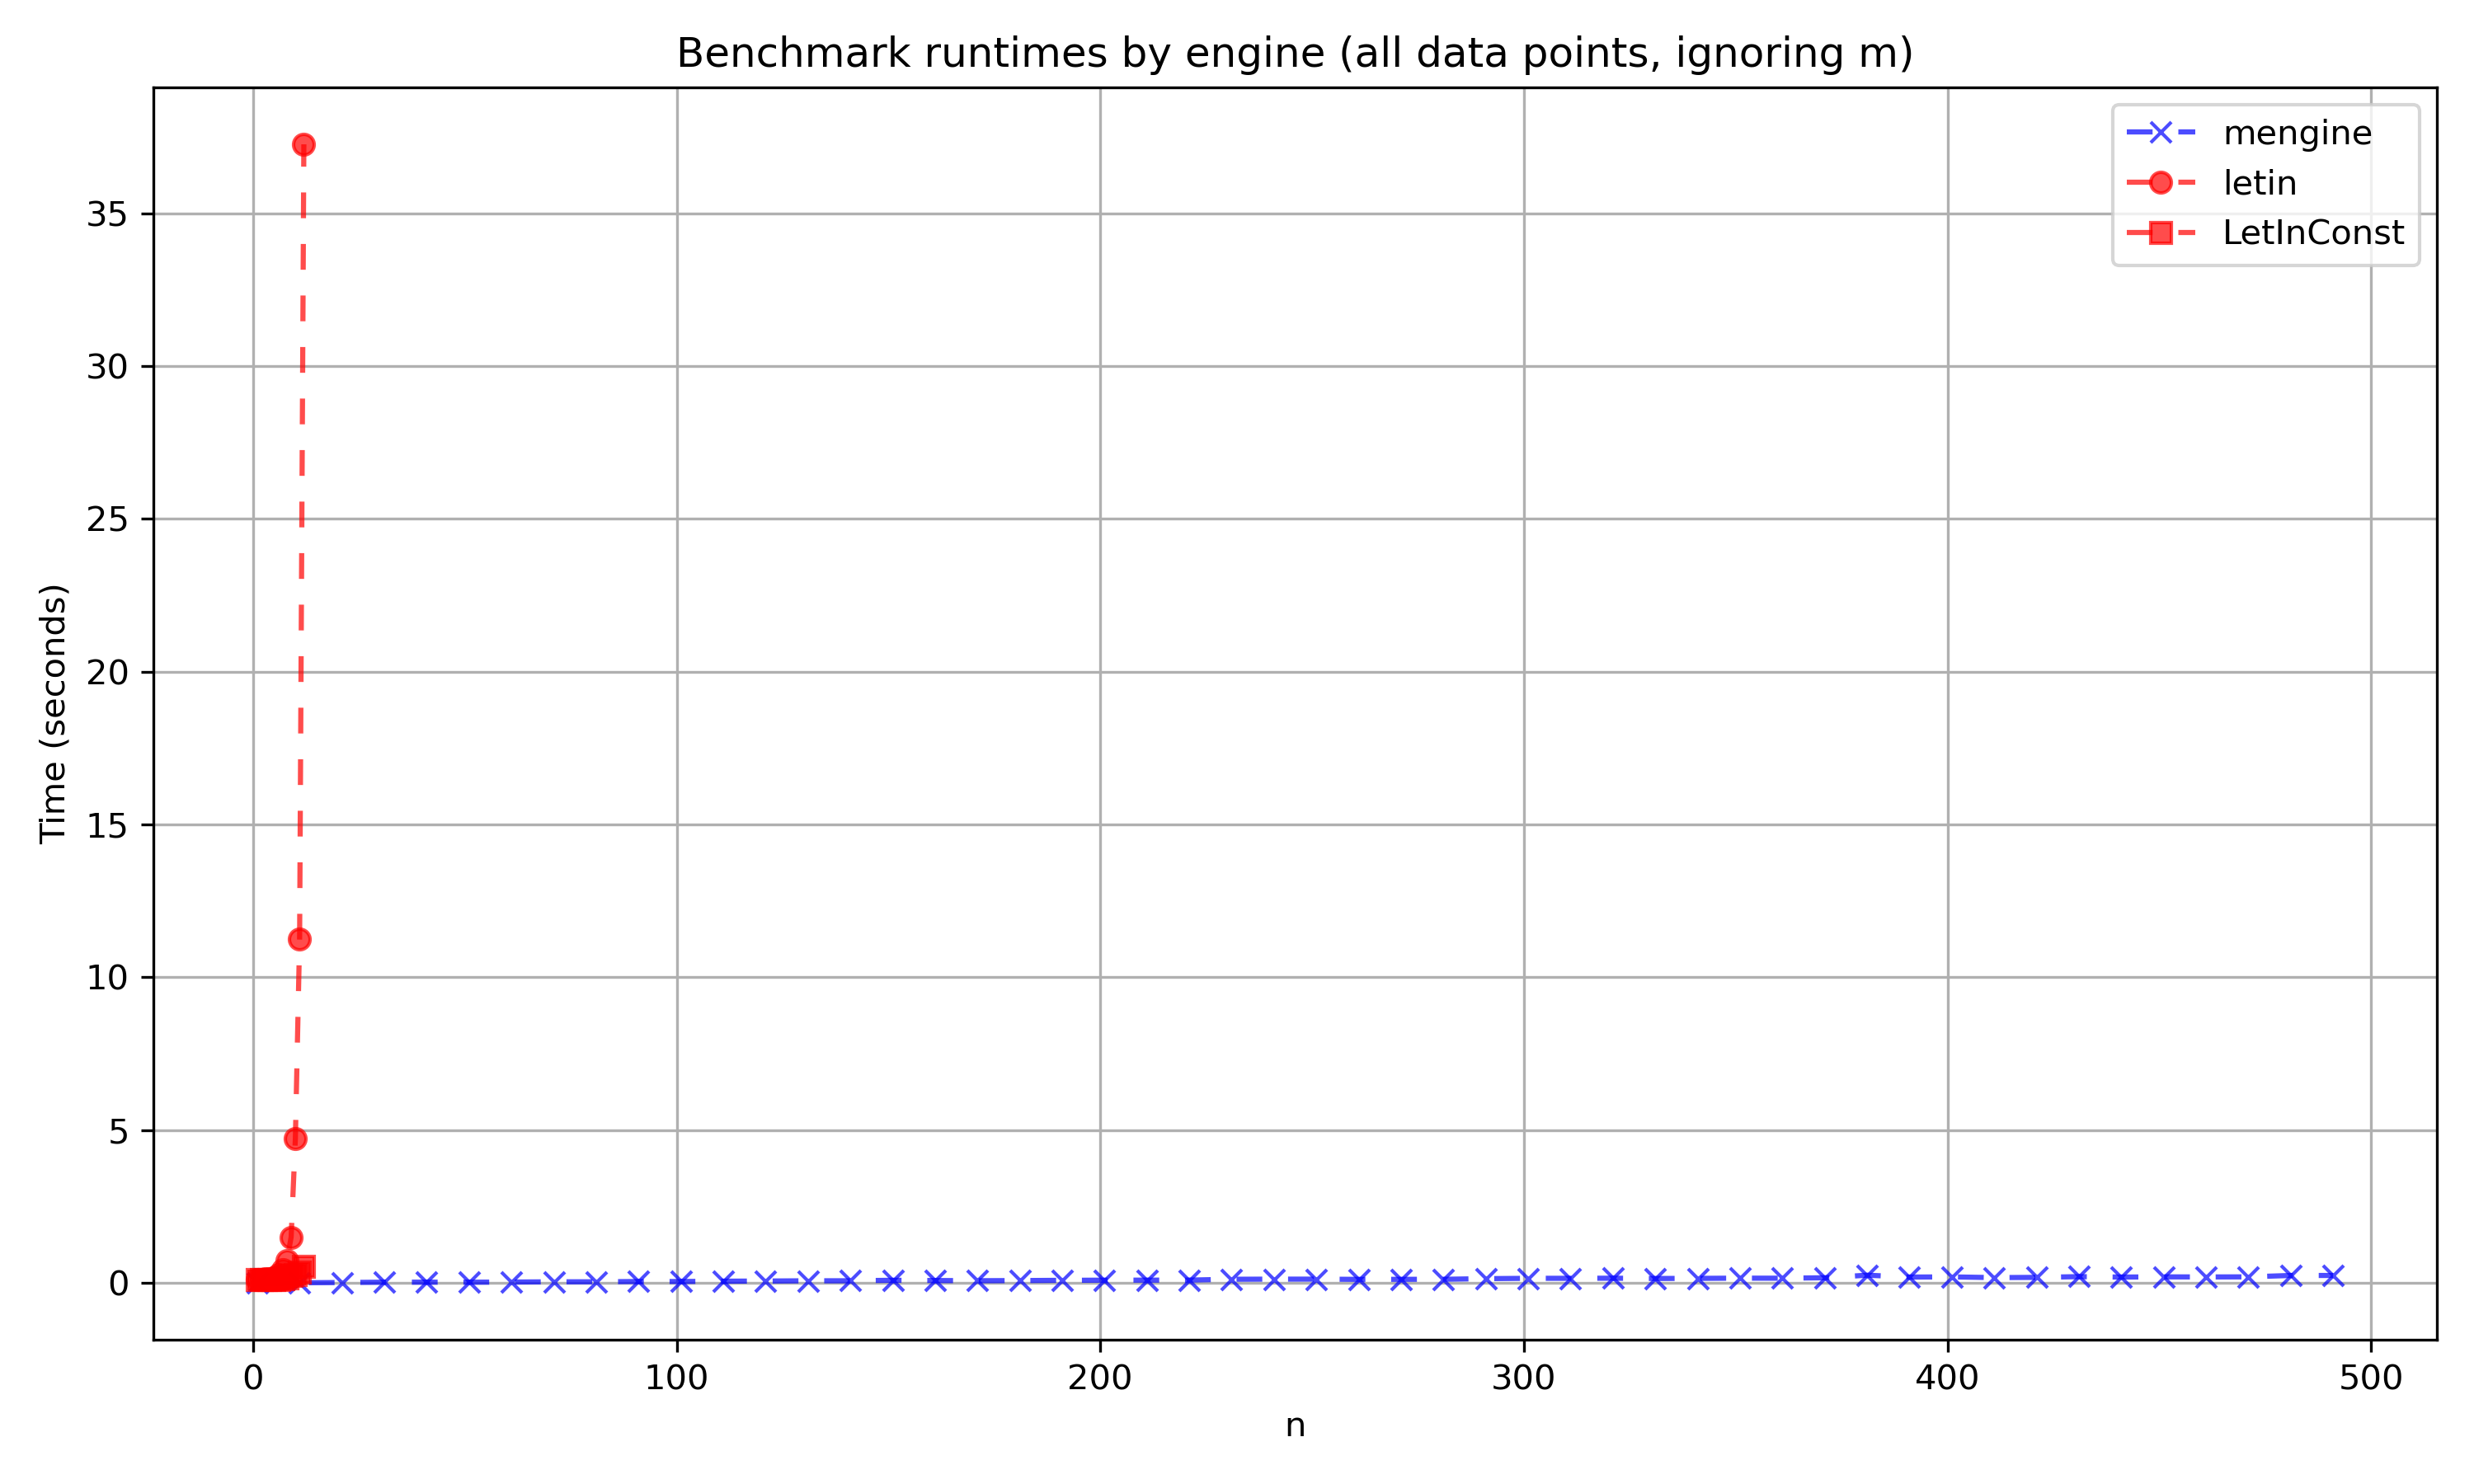 Benchmark runtimes by engine (all data points, ignoring m)
mengine
letin
LetInConst
35
30
25
20
15
10
5
0
Time (seconds)
0 100 200 300 400 500
n